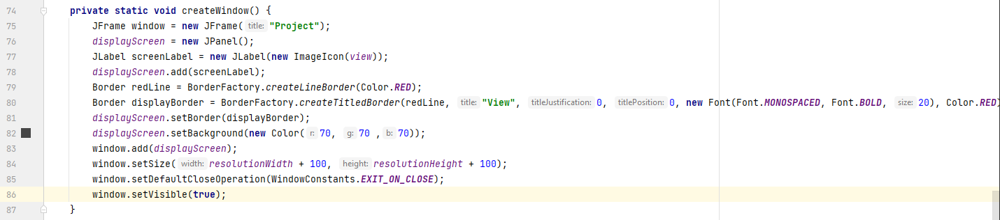 74 private static void createWindow() {
75 JFrame window = new JFrame( title: "Project");
76 displayScreen = new JPanel();
77 JLabel screenLabel = new JLabel(new ImageIcon(view));
78 displayScreen.add(screenLabel);
79 Border redLine = BorderFactory.createLineBorder(Color.RED);
80 Border displayBorder = BorderFactory.createTitledBorder(redLine, title: "View", titleJustification: 0, titlePosition: 0, new Font(Font.MONOSPACED, Font.BOLD, size: 20), Color.RED)
81 displayScreen.setBorder(displayBorder);
82 displayScreen.setBackground(new Color( r: 70, g: 70 , b: 70));
83 window.add(displayScreen);
84 window.setSize( width: resolutionWidth + 100, height: resolutionHeight + 100);
85 window.setDefaultCloseOperation(WindowConstants.EXIT_ON_CLOSE);
86 window.setVisible(true);
87 }